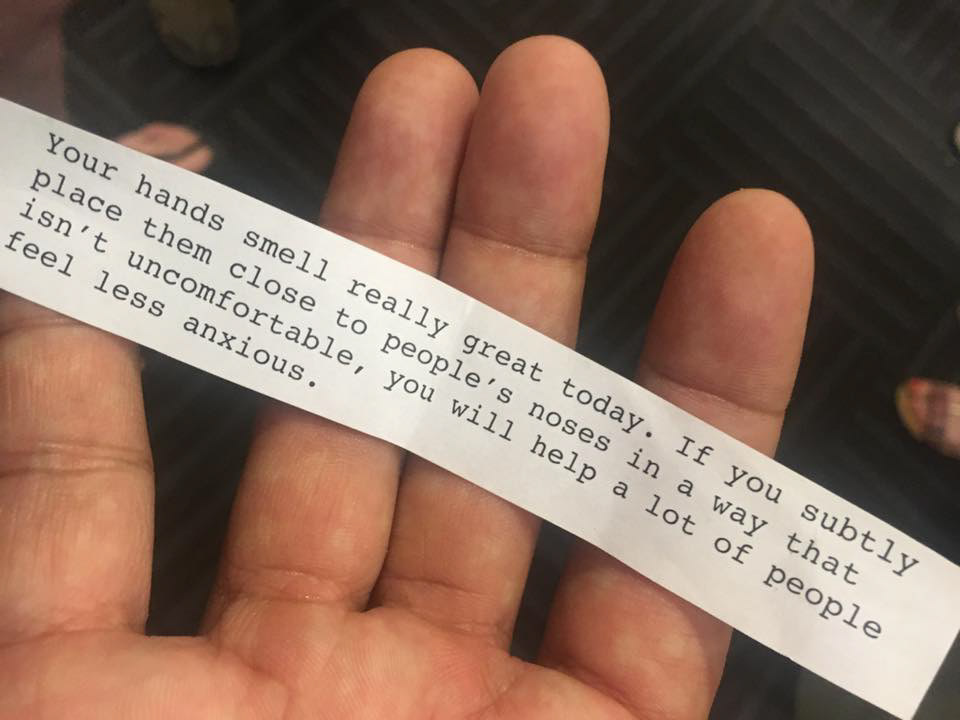 Your hands smell really great today. If you subtly
place them close to people's noses in a way that
isn't uncomfortable, you will help a lot of people
feel less anxious.